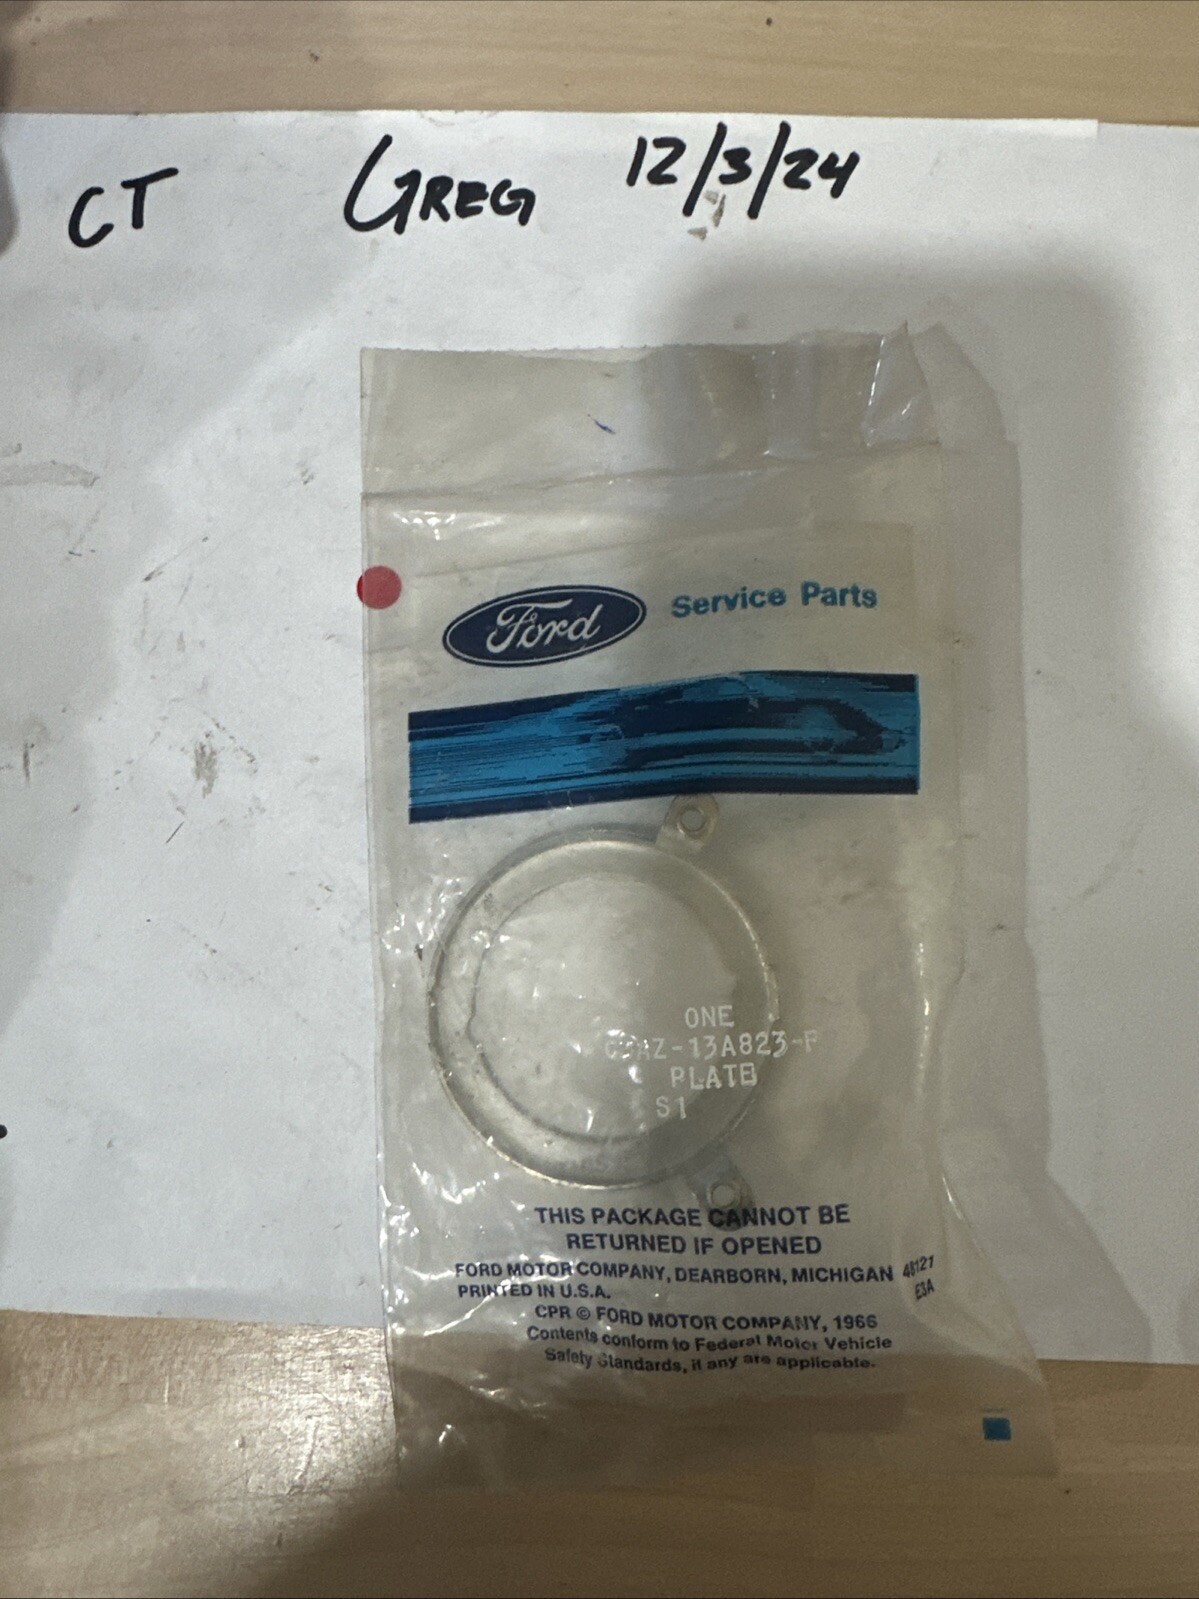 CT GREG 12/3/24
Ford Service Parts
ONE
PLATE
S1
THIS PACKAGE CANNOT BE
RETURNED IF OPENED
FORD MOTOR COMPANY, DEARBORN, MICHIGAN 48121
PRINTED IN U.S.A.
CPR © FORD MOTOR COMPANY, 1966
Contents conform to Federal Motor Vehicle
Safety Standards, if any are applicable.